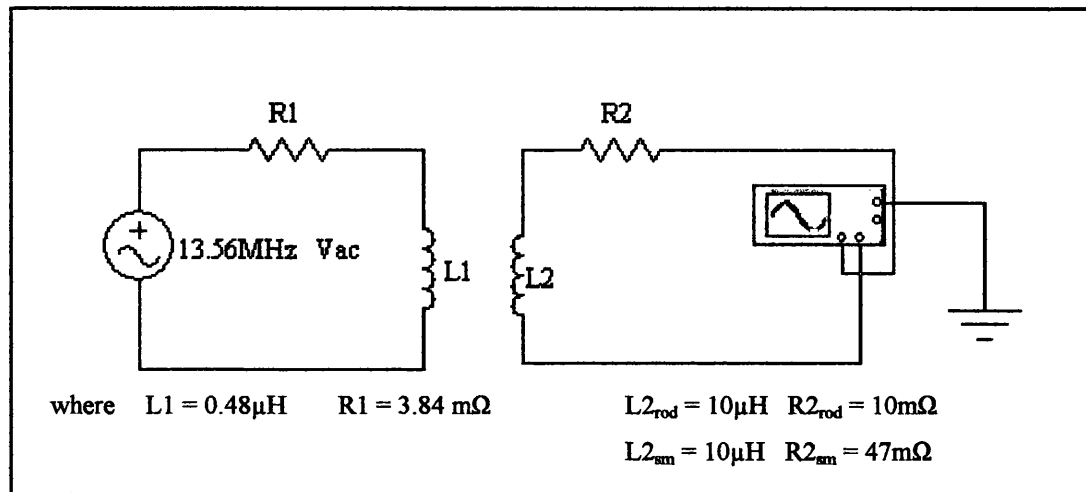 R1
R2
13.56MHz Vac
L1
L2
where L1 = 0.48μH R1 = 3.84 mΩ
L2rod = 10μH R2rod = 10mΩ
L2sm = 10μH R2sm = 47mΩ